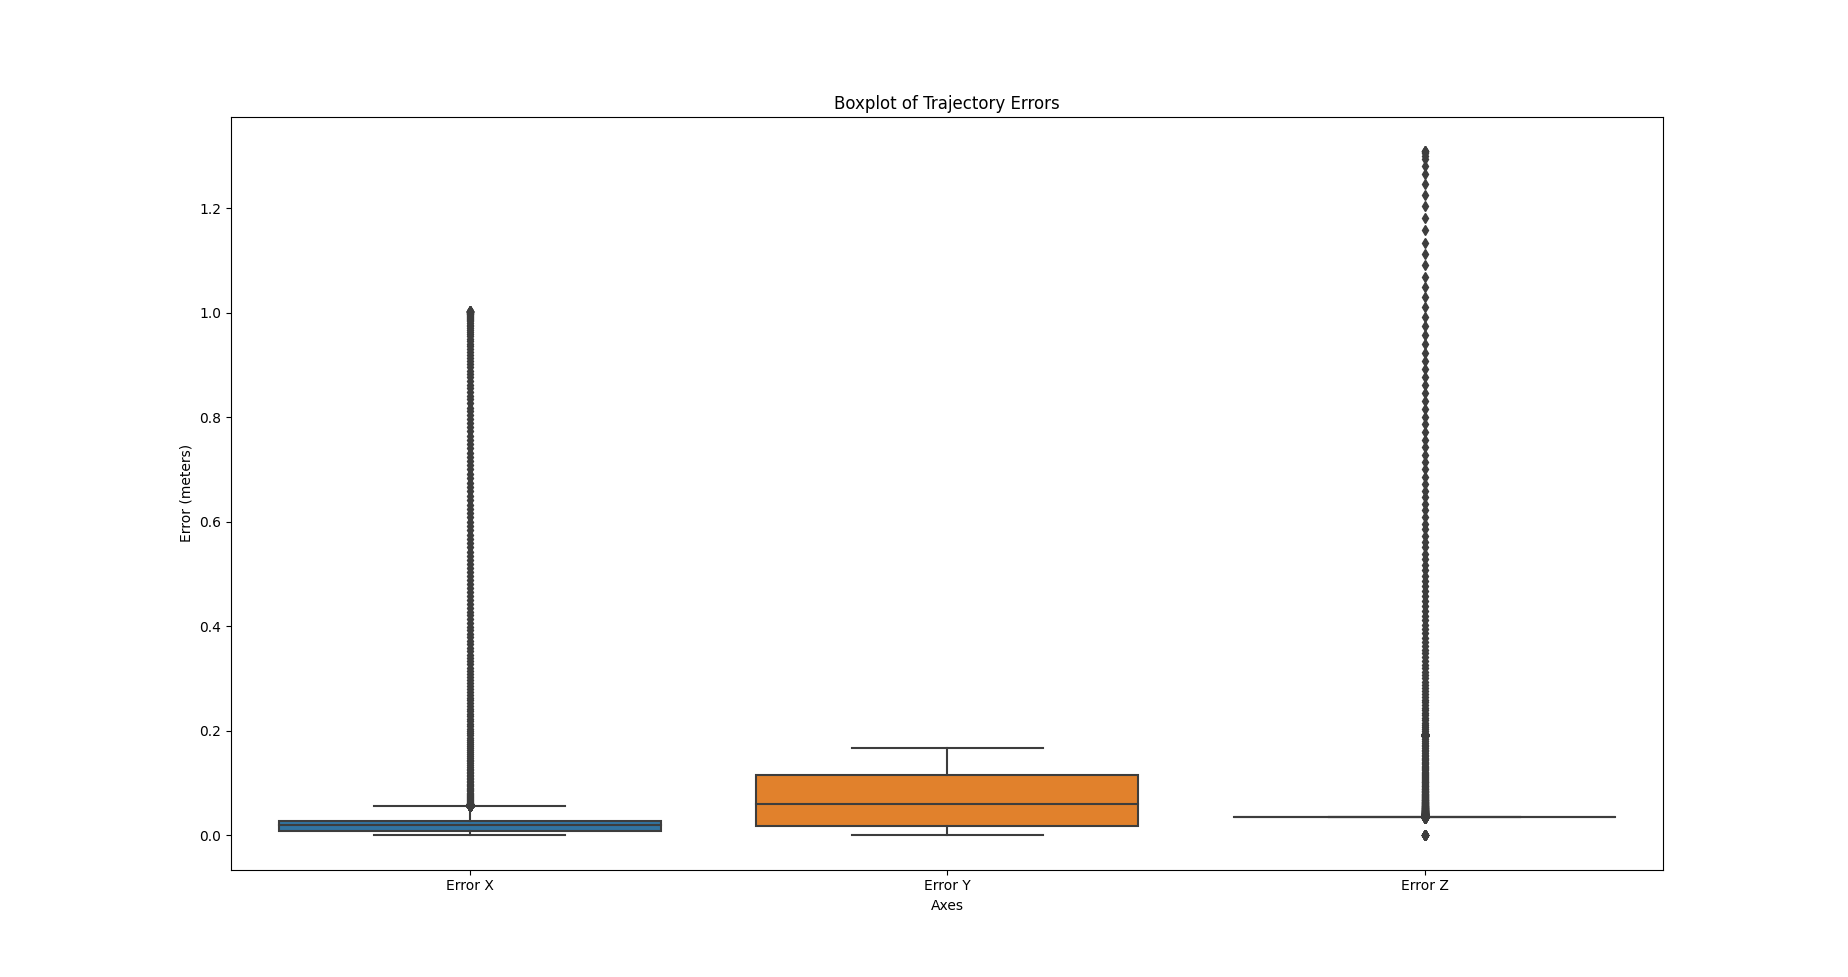 Boxplot of Trajectory Errors
1.2
1.0
0.8
0.6
0.4
0.2
0.0
Error (meters)
Error X
Error Y
Error Z
Axes